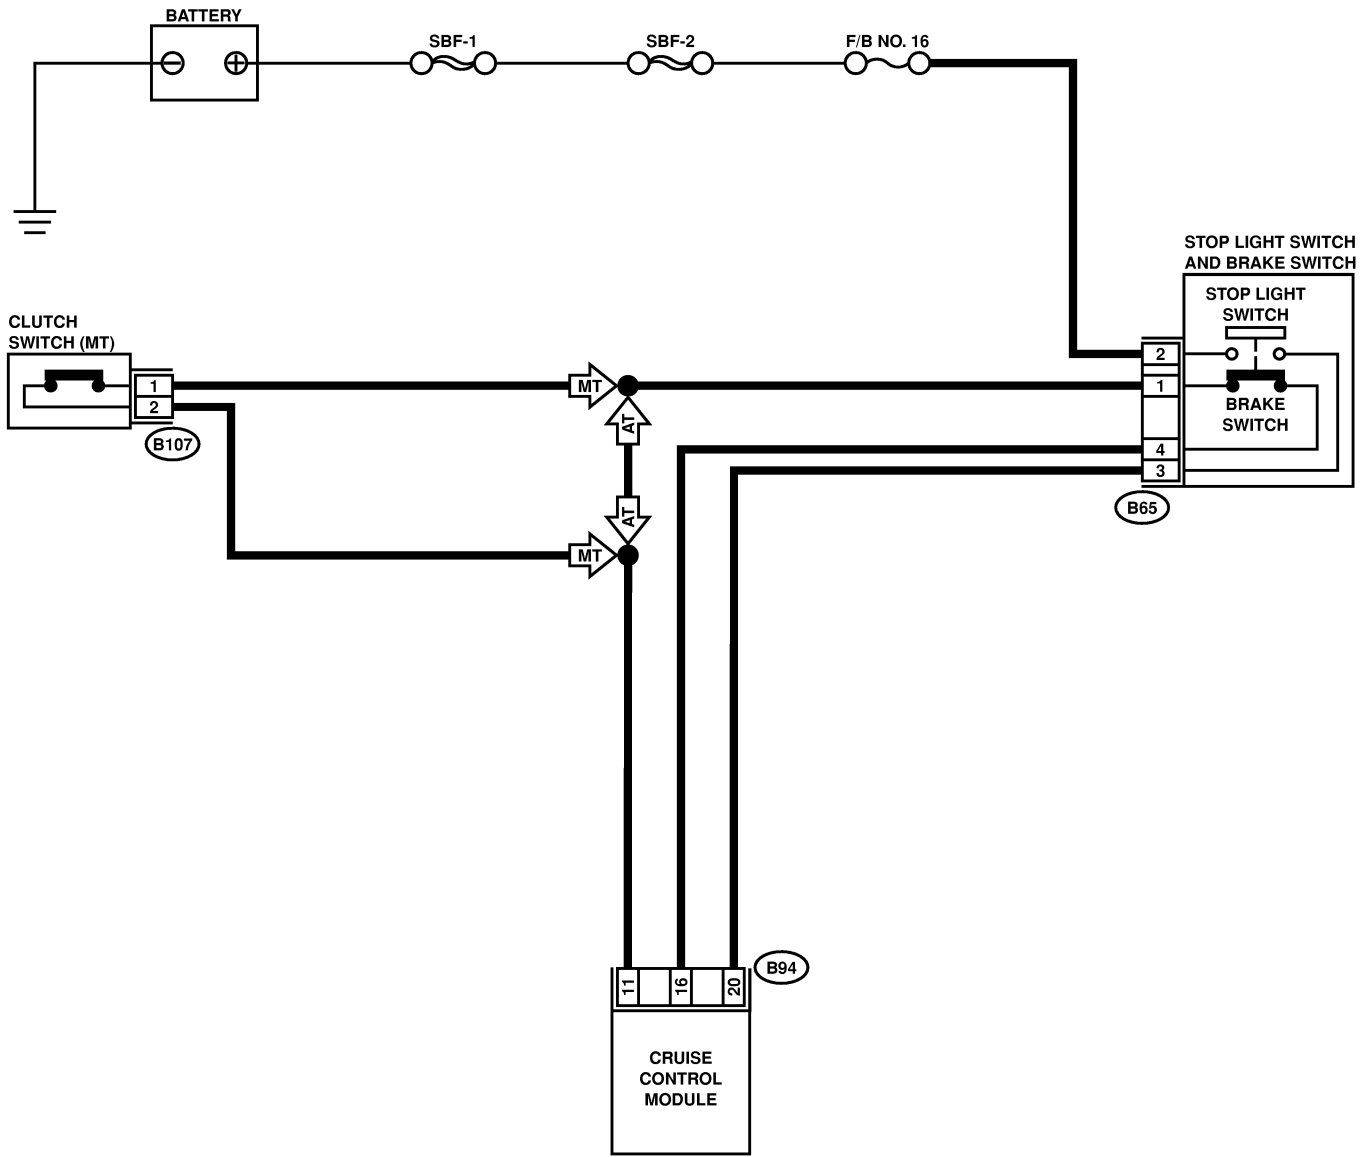 BATTERY
SBF-1
SBF-2
F/B NO. 16
STOP LIGHT SWITCH
AND BRAKE SWITCH
STOP LIGHT
SWITCH
2
1
BRAKE
SWITCH
4
3
B65
CLUTCH
SWITCH (MT)
1
2
B107
MT
AT
AT
MT
B94
11
16
20
CRUISE
CONTROL
MODULE